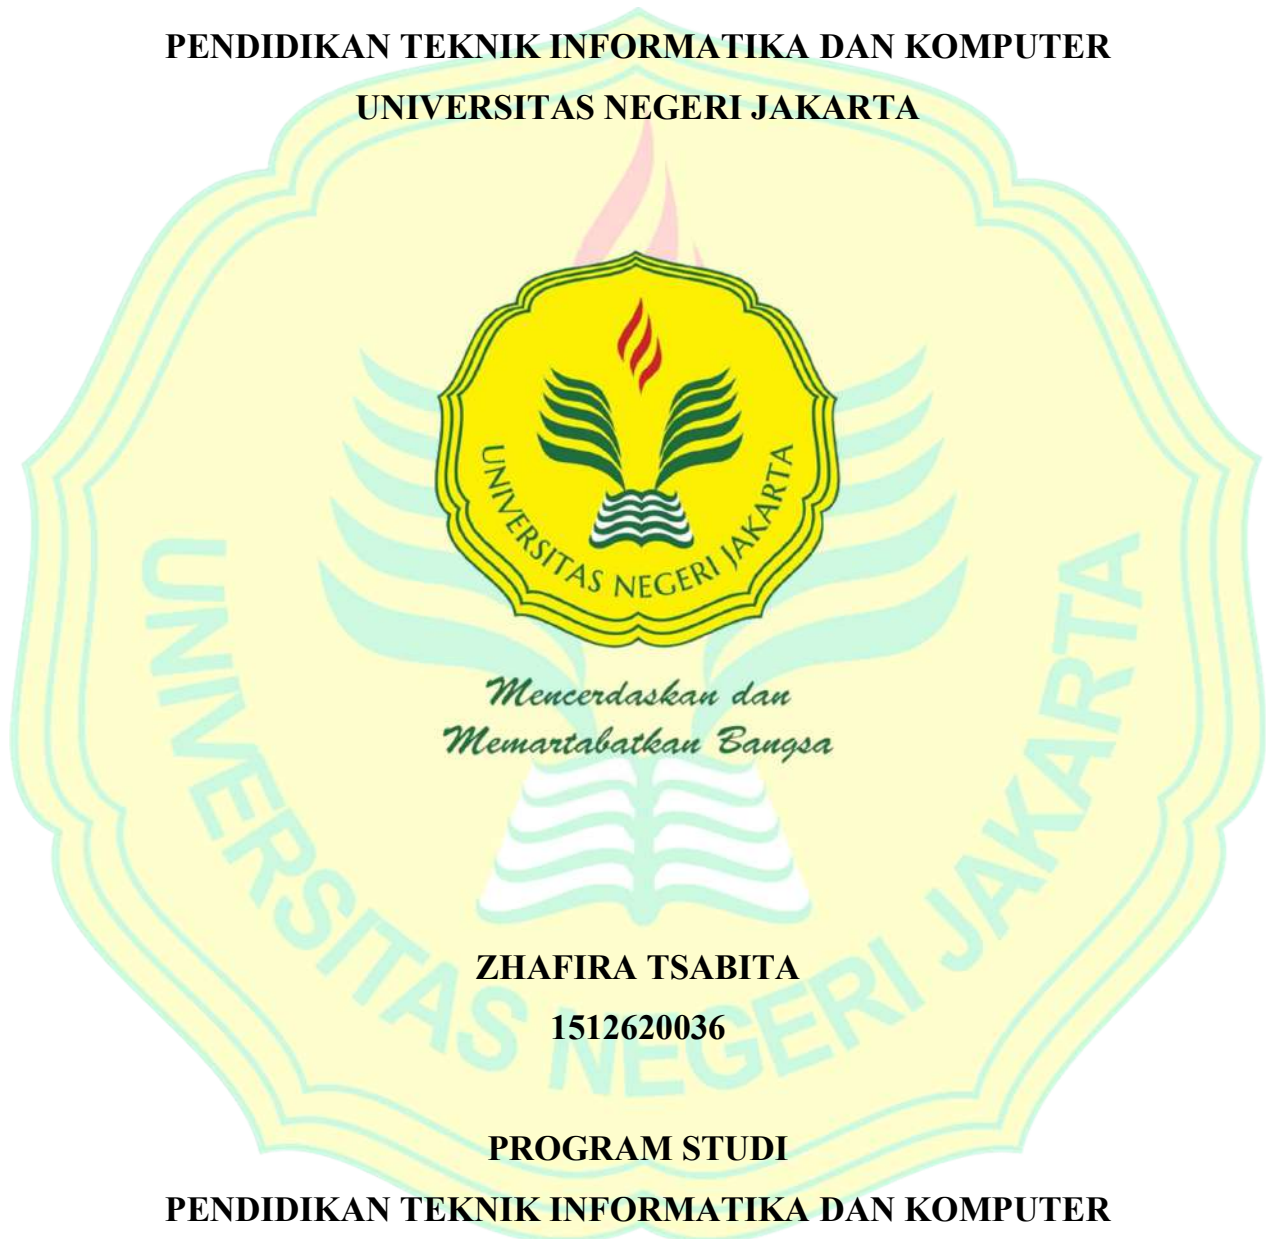 PENDIDIKAN TEKNIK INFORMATIKA DAN KOMPUTER
UNIVERSITAS NEGERI JAKARTA
UNIVERSITAS NEGERI JAKARTA
Mencerdaskan dan
Memartabatkan Bangsa
UNIVERSITAS NEGERI JAKARTA
ZHAFIRA TSABITA
1512620036
PROGRAM STUDI
PENDIDIKAN TEKNIK INFORMATIKA DAN KOMPUTER